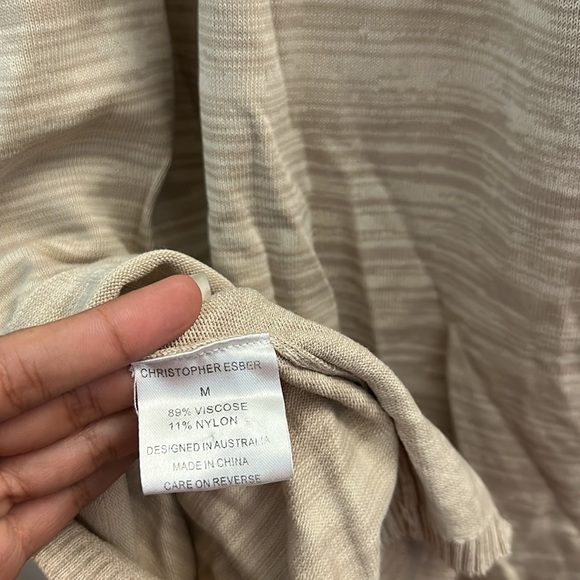 CHRISTOPHER ESBER
M
89% VISCOSE
11% NYLON
DESIGNED IN AUSTRALIA
MADE IN CHINA
CARE ON REVERSE